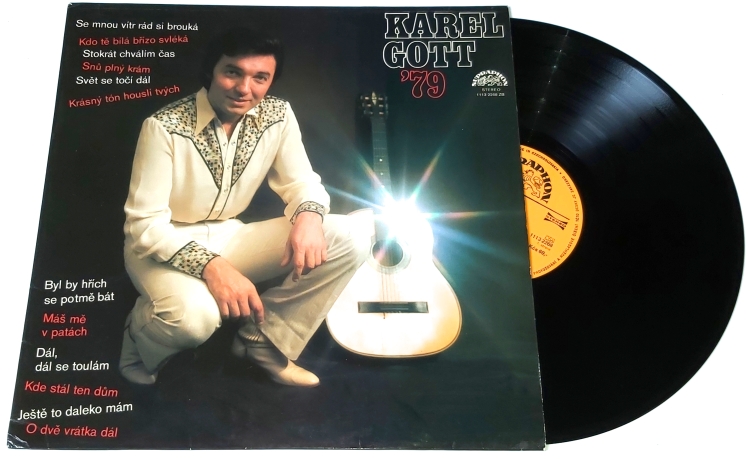 Se mnou vítr rád si brouká
Kdo tě bílá břízo svléká
Stokrát chválím čas
Snů plný krám
Svět se točí dál
Krásný tón houslí tvých
KAREL
GOTT
'79
SUPRAPHON
STEREO
Byl by hřích
se potmě bát
Máš mě
v patách
Dál,
dál se toulám
Kde stál ten dům
Ještě to daleko mám
O dvě vrátka dál